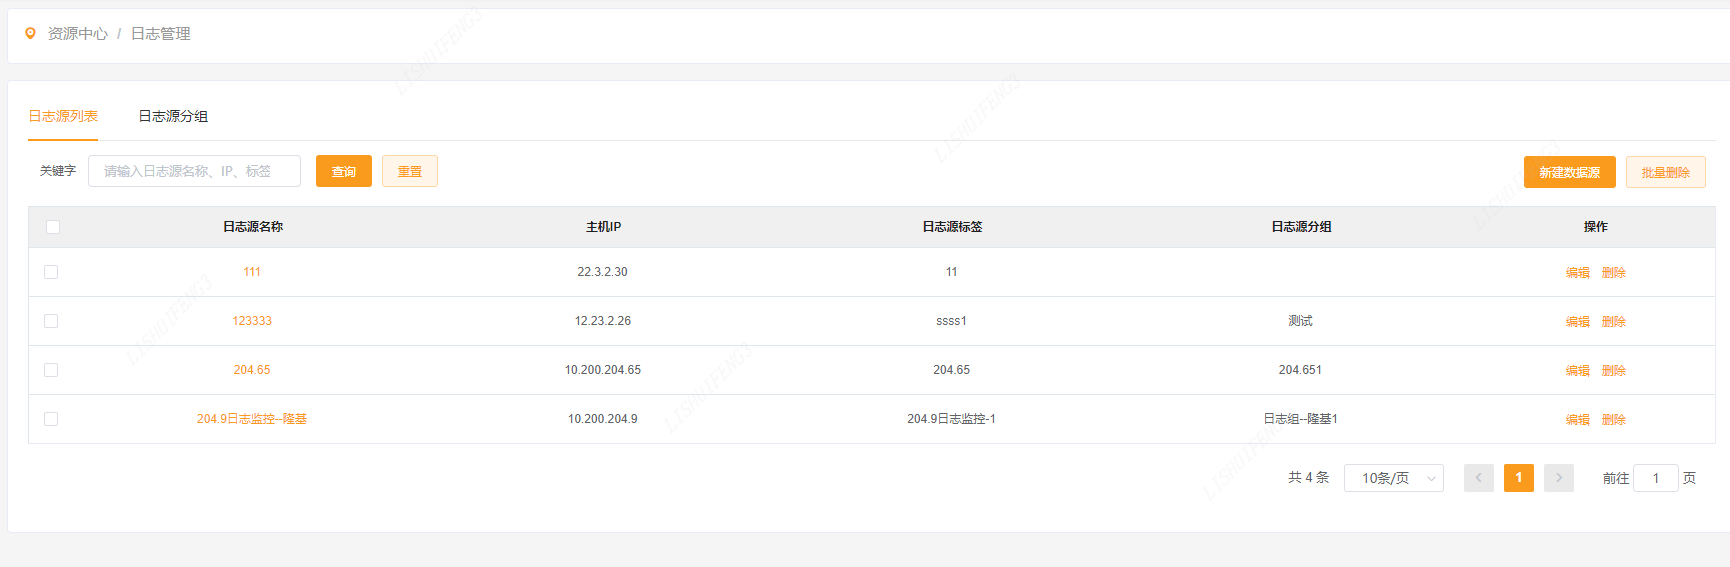 资源中心 / 日志管理
日志源列表 日志源分组
关键字 请输入日志源名称、IP、标签 查询 重置 新建数据源 批量删除
日志源名称 主机IP 日志源标签 日志源分组 操作
111 22.3.2.30 11 编辑 删除
123333 12.23.2.26 ssss1 测试 编辑 删除
204.65 10.200.204.65 204.65 204.651 编辑 删除
204.9日志监控--隆基 10.200.204.9 204.9日志监控-1 日志组--隆基1 编辑 删除
共 4 条 10条/页 1 前往 1 页
LISHUIFENG3
LISHUIFENG3
LISHUIFENG3
LISHUIFENG3
LISHUIFENG3
LISHUIFENG3